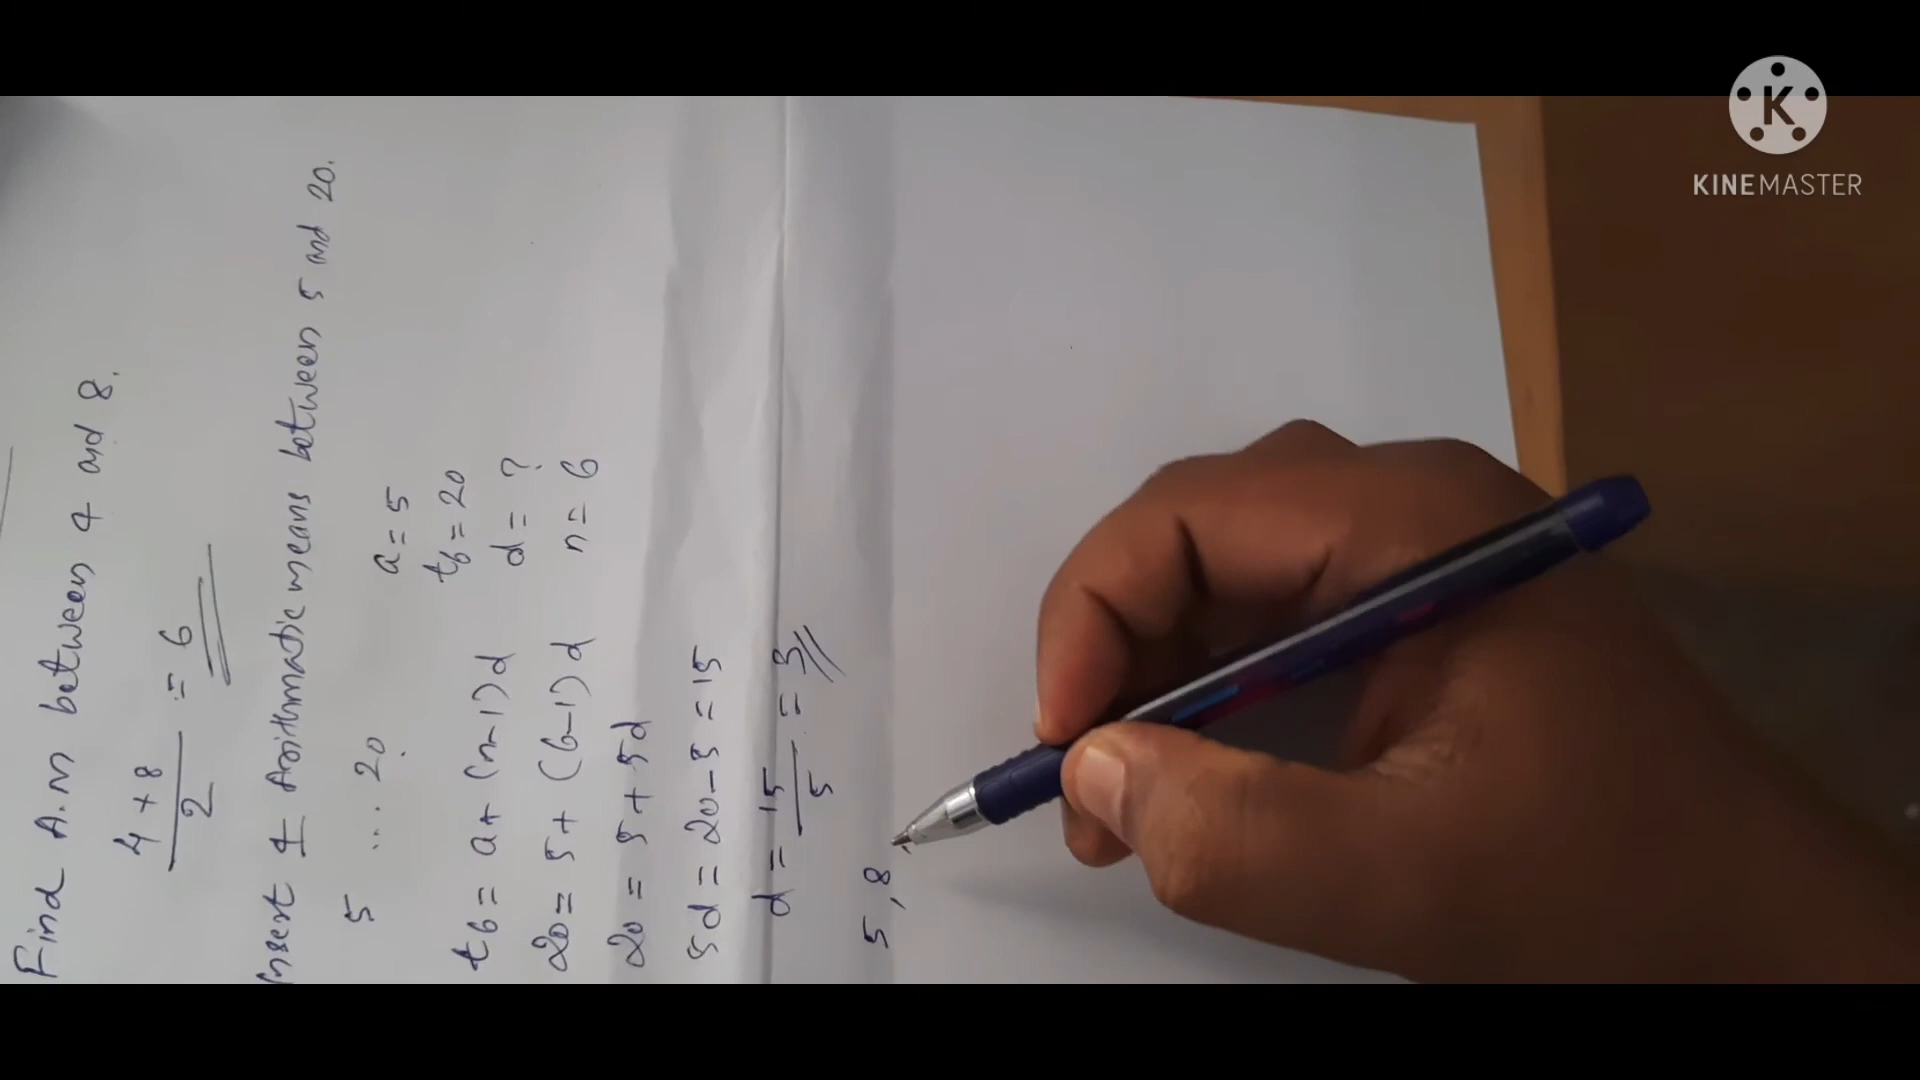 Find A.M between 4 and 8.
4 + 8 / 2 = 6
Insert 4 Arithmatic means between 5 and 20.
5 ... 20.
a = 5
t6 = 20
d = ?
n = 6
t6 = a + (n-1) d
20 = 5 + (6-1) d
20 = 5 + 5d
5d = 20 - 5 = 15
d = 15 / 5 = 3
5, 8,
K
KINEMASTER